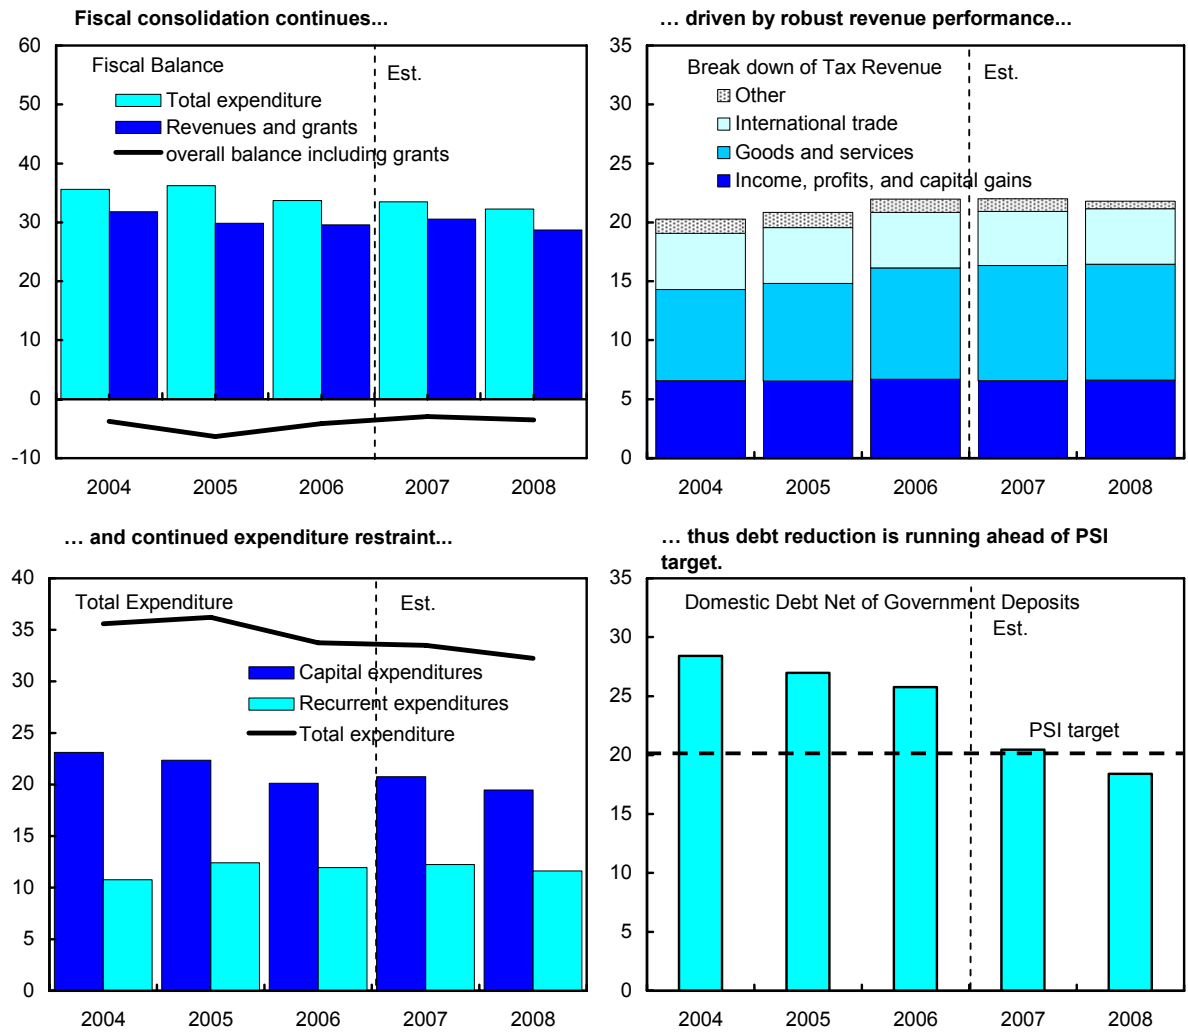 Fiscal consolidation continues...
60
50
40
30
20
10
0
-10
Fiscal Balance
Est.
Total expenditure
Revenues and grants
overall balance including grants
2004 2005 2006 2007 2008
… driven by robust revenue performance...
35
30
25
20
15
10
5
0
Break down of Tax Revenue
Est.
Other
International trade
Goods and services
Income, profits, and capital gains
2004 2005 2006 2007 2008
… and continued expenditure restraint...
40
35
30
25
20
15
10
5
0
Total Expenditure
Est.
Capital expenditures
Recurrent expenditures
Total expenditure
2004 2005 2006 2007 2008
… thus debt reduction is running ahead of PSI
target.
35
30
25
20
15
10
5
0
Domestic Debt Net of Government Deposits
Est.
PSI target
2004 2005 2006 2007 2008